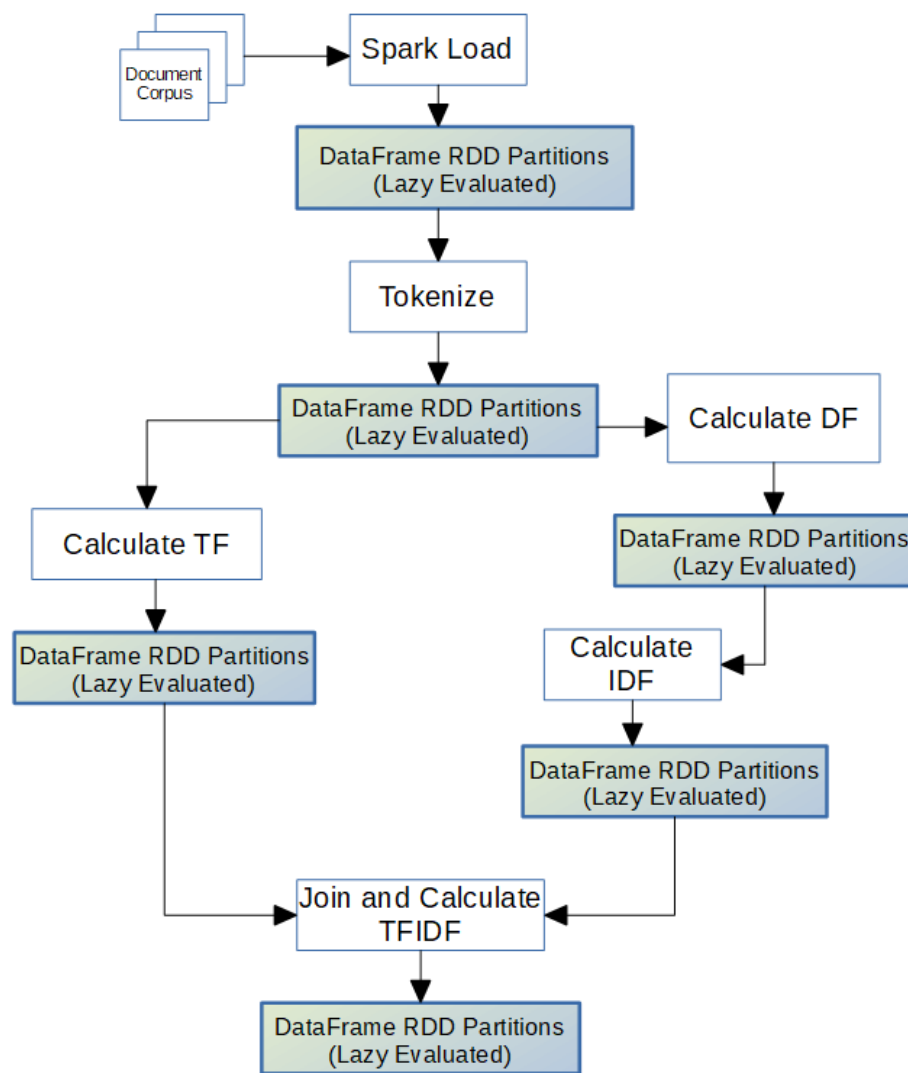 Document
Corpus
Spark Load
DataFrame RDD Partitions
(Lazy Evaluated)
Tokenize
DataFrame RDD Partitions
(Lazy Evaluated)
Calculate DF
Calculate TF
DataFrame RDD Partitions
(Lazy Evaluated)
DataFrame RDD Partitions
(Lazy Evaluated)
Calculate
IDF
DataFrame RDD Partitions
(Lazy Evaluated)
Join and Calculate
TFIDF
DataFrame RDD Partitions
(Lazy Evaluated)